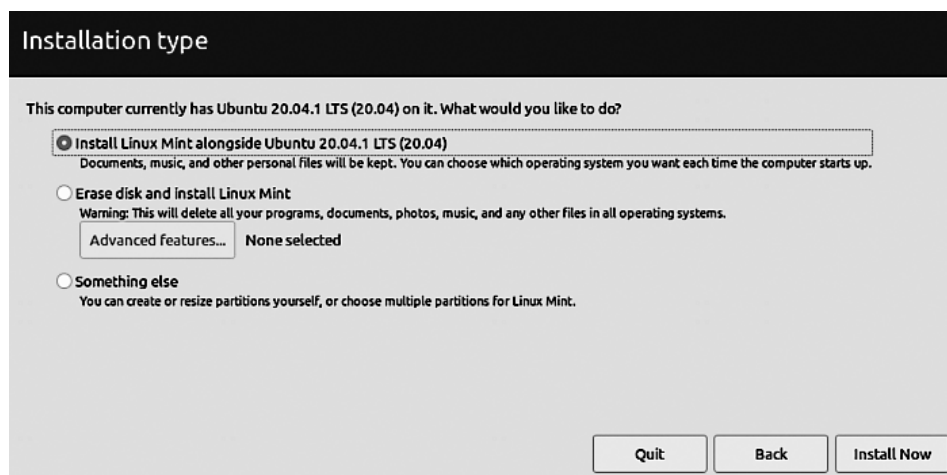 Installation type
This computer currently has Ubuntu 20.04.1 LTS (20.04) on it. What would you like to do?
Install Linux Mint alongside Ubuntu 20.04.1 LTS (20.04)
Documents, music, and other personal files will be kept. You can choose which operating system you want each time the computer starts up.
Erase disk and install Linux Mint
Warning: This will delete all your programs, documents, photos, music, and any other files in all operating systems.
Advanced features... None selected
Something else
You can create or resize partitions yourself, or choose multiple partitions for Linux Mint.
Quit Back Install Now